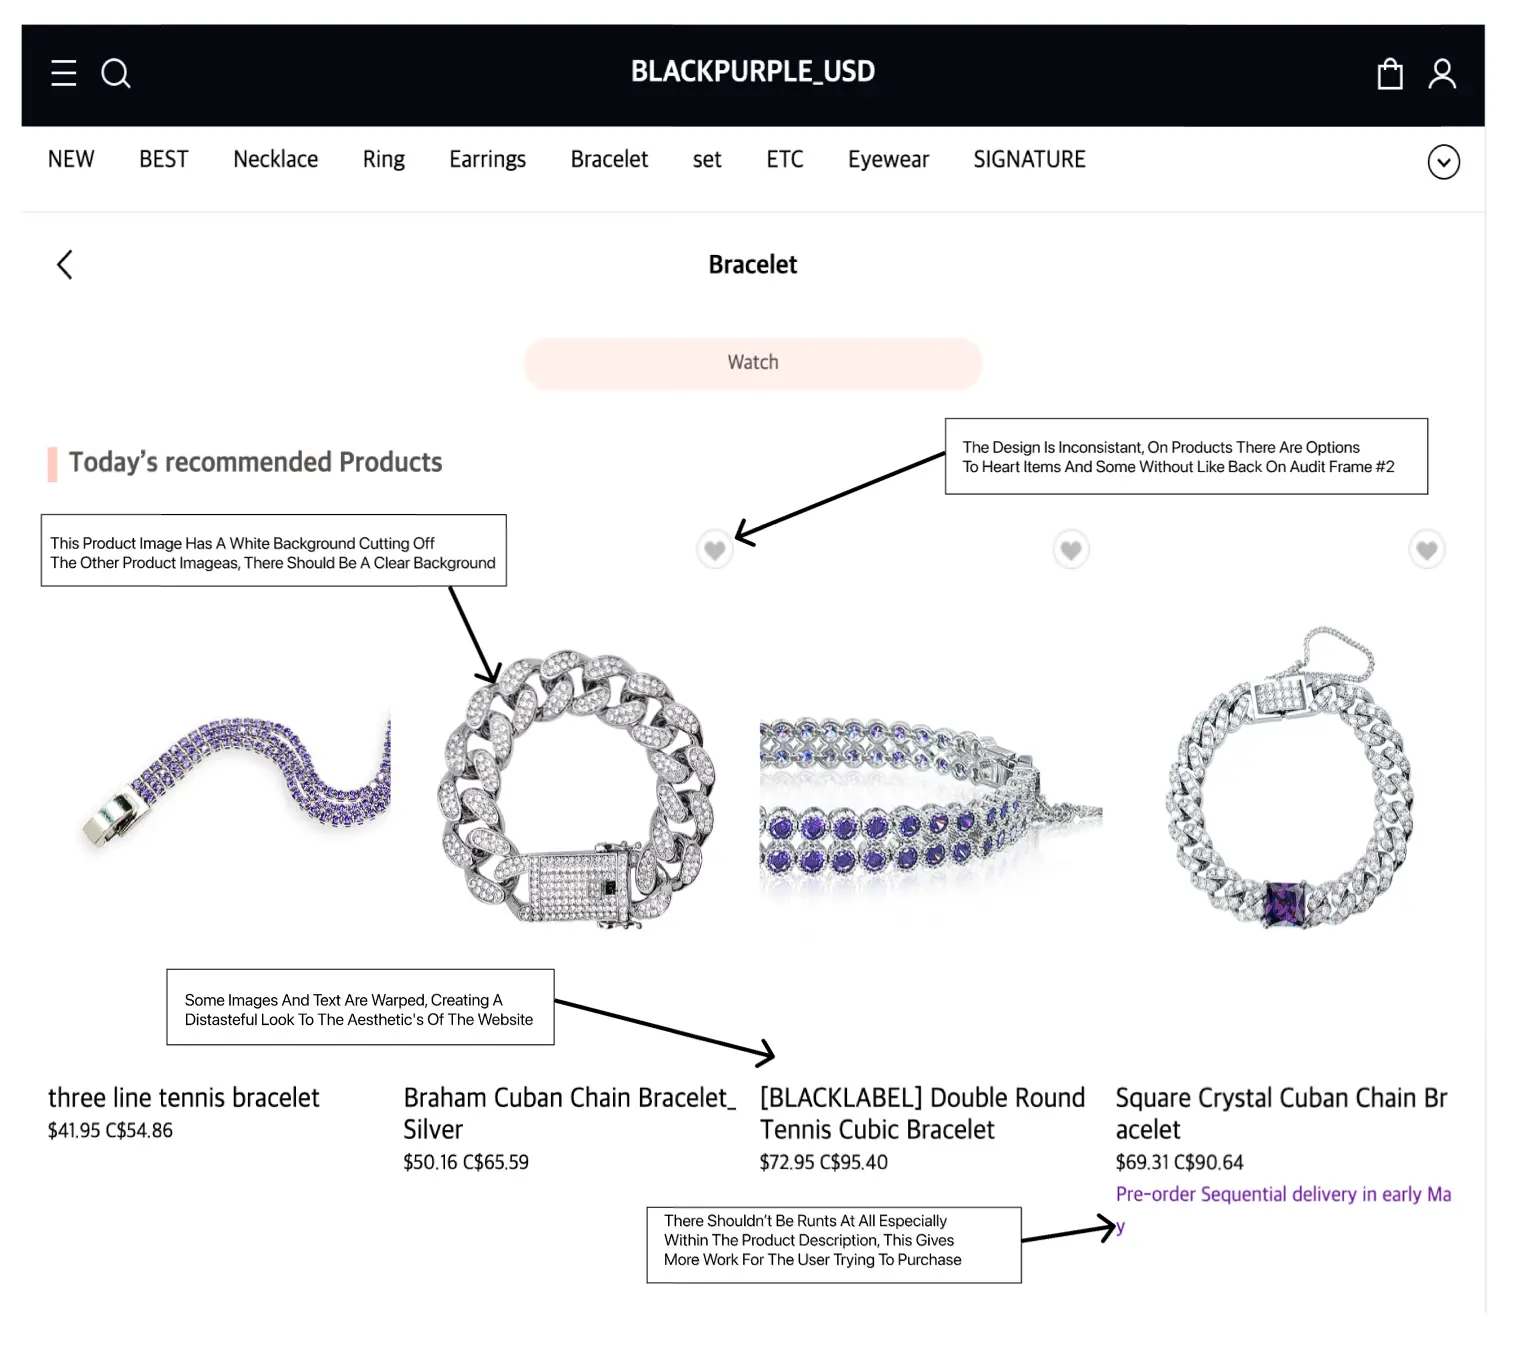 BLACKPURPLE_USD
NEW BEST Necklace Ring Earrings Bracelet set ETC Eyewear SIGNATURE
Bracelet
Watch
The Design Is Inconsistant, On Products There Are Options
To Heart Items And Some Without Like Back On Audit Frame #2
Today's recommended Products
This Product Image Has A White Background Cutting Off
The Other Product Imageas, There Should Be A Clear Background
Some Images And Text Are Warped, Creating A
Distasteful Look To The Aesthetic's Of The Website
three line tennis bracelet
$41.95 C$54.86
Braham Cuban Chain Bracelet_
Silver
$50.16 C$65.59
[BLACKLABEL] Double Round
Tennis Cubic Bracelet
$72.95 C$95.40
Square Crystal Cuban Chain Br
acelet
$69.31 C$90.64
Pre-order Sequential delivery in early Ma
y
There Shouldn't Be Runts At All Especially
Within The Product Description, This Gives
More Work For The User Trying To Purchase